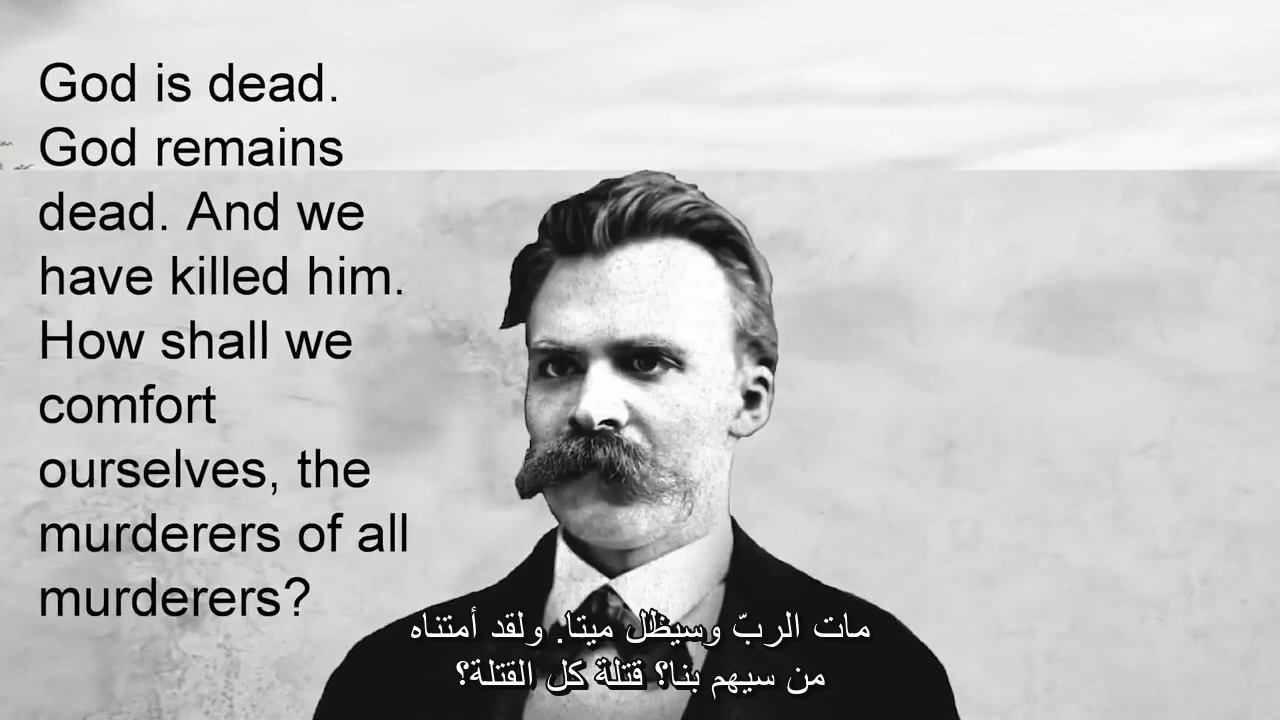 God is dead.
God remains
dead. And we
have killed him.
How shall we
comfort
ourselves, the
murderers of all
murderers?
مات الربّ وسيظل ميتا. ولقد أمتناه
من سيهم بنا؟ قتلة كل القتلة؟